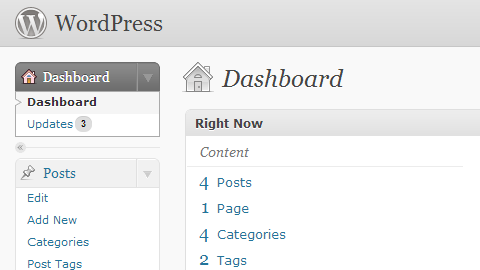 WordPress
Dashboard
Dashboard
Updates 3
Posts
Edit
Add New
Categories
Post Tags
Dashboard
Right Now
Content
4 Posts
1 Page
4 Categories
2 Tags